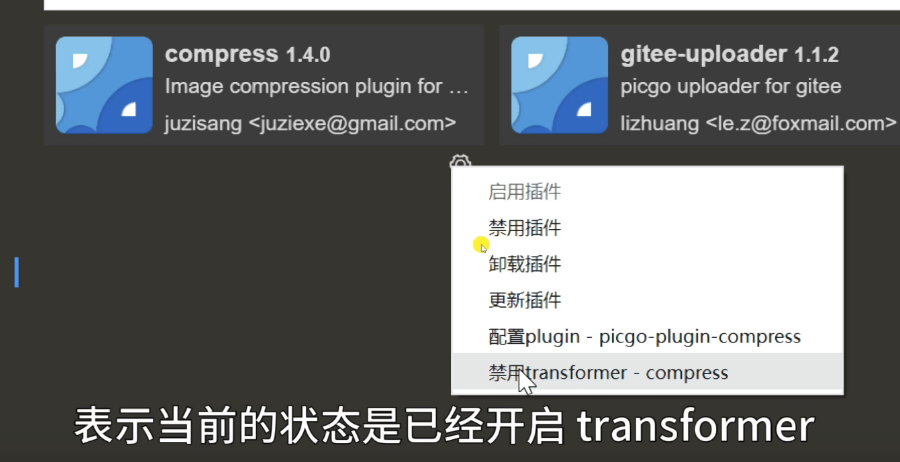 compress 1.4.0
Image compression plugin for ...
juzisang <juziexe@gmail.com>
gitee-uploader 1.1.2
picgo uploader for gitee
lizhuang <le.z@foxmail.com>
启用插件
禁用插件
卸载插件
更新插件
配置plugin - picgo-plugin-compress
禁用transformer - compress
表示当前的状态是已经开启 transformer